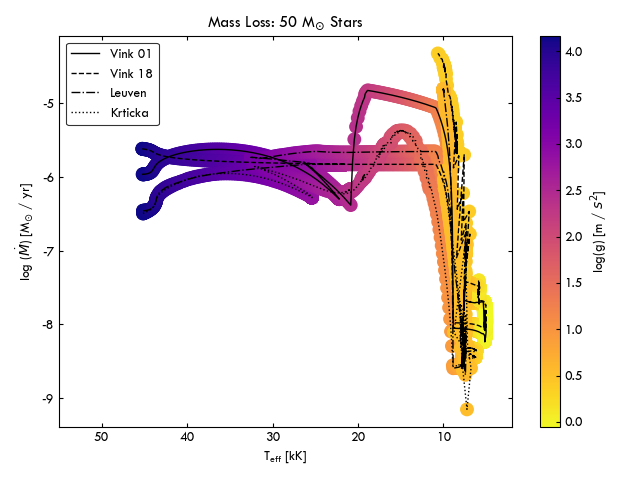 Mass Loss: 50 M⊙ Stars
Vink 01
Vink 18
Leuven
Krticka
-5
-6
-7
-8
-9
log (Ṁ) [M⊙ / yr]
50
40
30
20
10
T_eff [kK]
4.0
3.5
3.0
2.5
2.0
1.5
1.0
0.5
0.0
log(g) [m / s²]